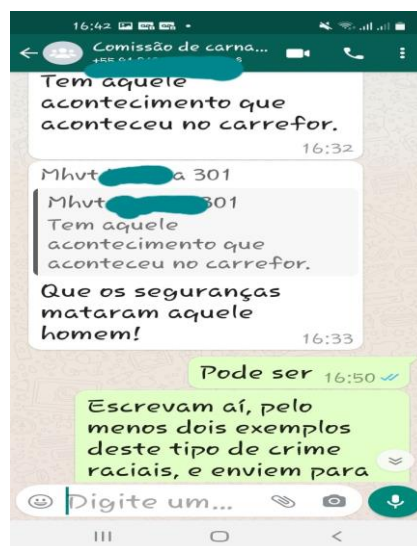 16:42
Comissão de carna...
Tem aquele
acontecimento que
aconteceu no carrefor.
16:32
Mhvt a 301
Mhvt 301
Tem aquele
acontecimento que
aconteceu no carrefor.
Que os seguranças
mataram aquele
homem!
16:33
Pode ser 16:50
Escrevam aí, pelo
menos dois exemplos
deste tipo de crime
raciais, e enviem para
Digite um...